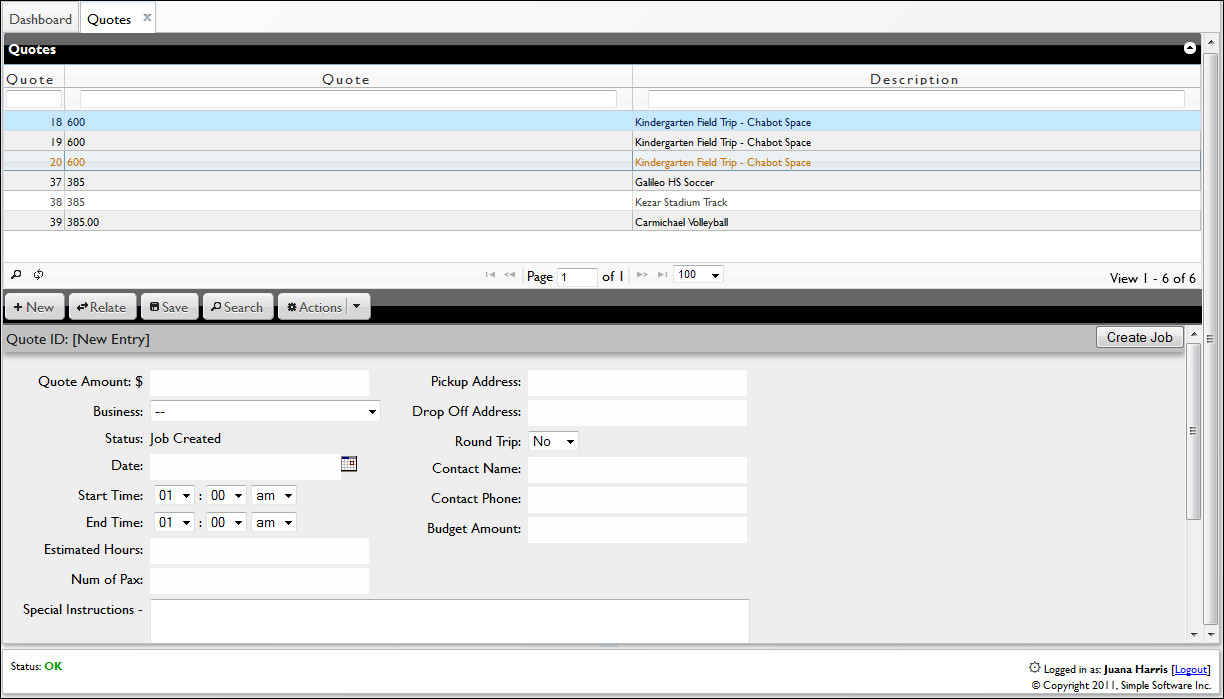 Dashboard Quotes x
Quotes
Quote Quote Description
18 600 Kindergarten Field Trip - Chabot Space
19 600 Kindergarten Field Trip - Chabot Space
20 600 Kindergarten Field Trip - Chabot Space
37 385 Galileo HS Soccer
38 385 Kezar Stadium Track
39 385.00 Carmichael Volleyball
Page 1 of 1 100 View 1 - 6 of 6
+ New Relate Save Search Actions
Quote ID: [New Entry] Create Job
Quote Amount: $ Pickup Address:
Business: -- Drop Off Address:
Status: Job Created Round Trip: No
Date: Contact Name:
Start Time: 01 : 00 am Contact Phone:
End Time: 01 : 00 am Budget Amount:
Estimated Hours:
Num of Pax:
Special Instructions -
Status: OK Logged in as: Juana Harris [Logout]
© Copyright 2011, Simple Software Inc.